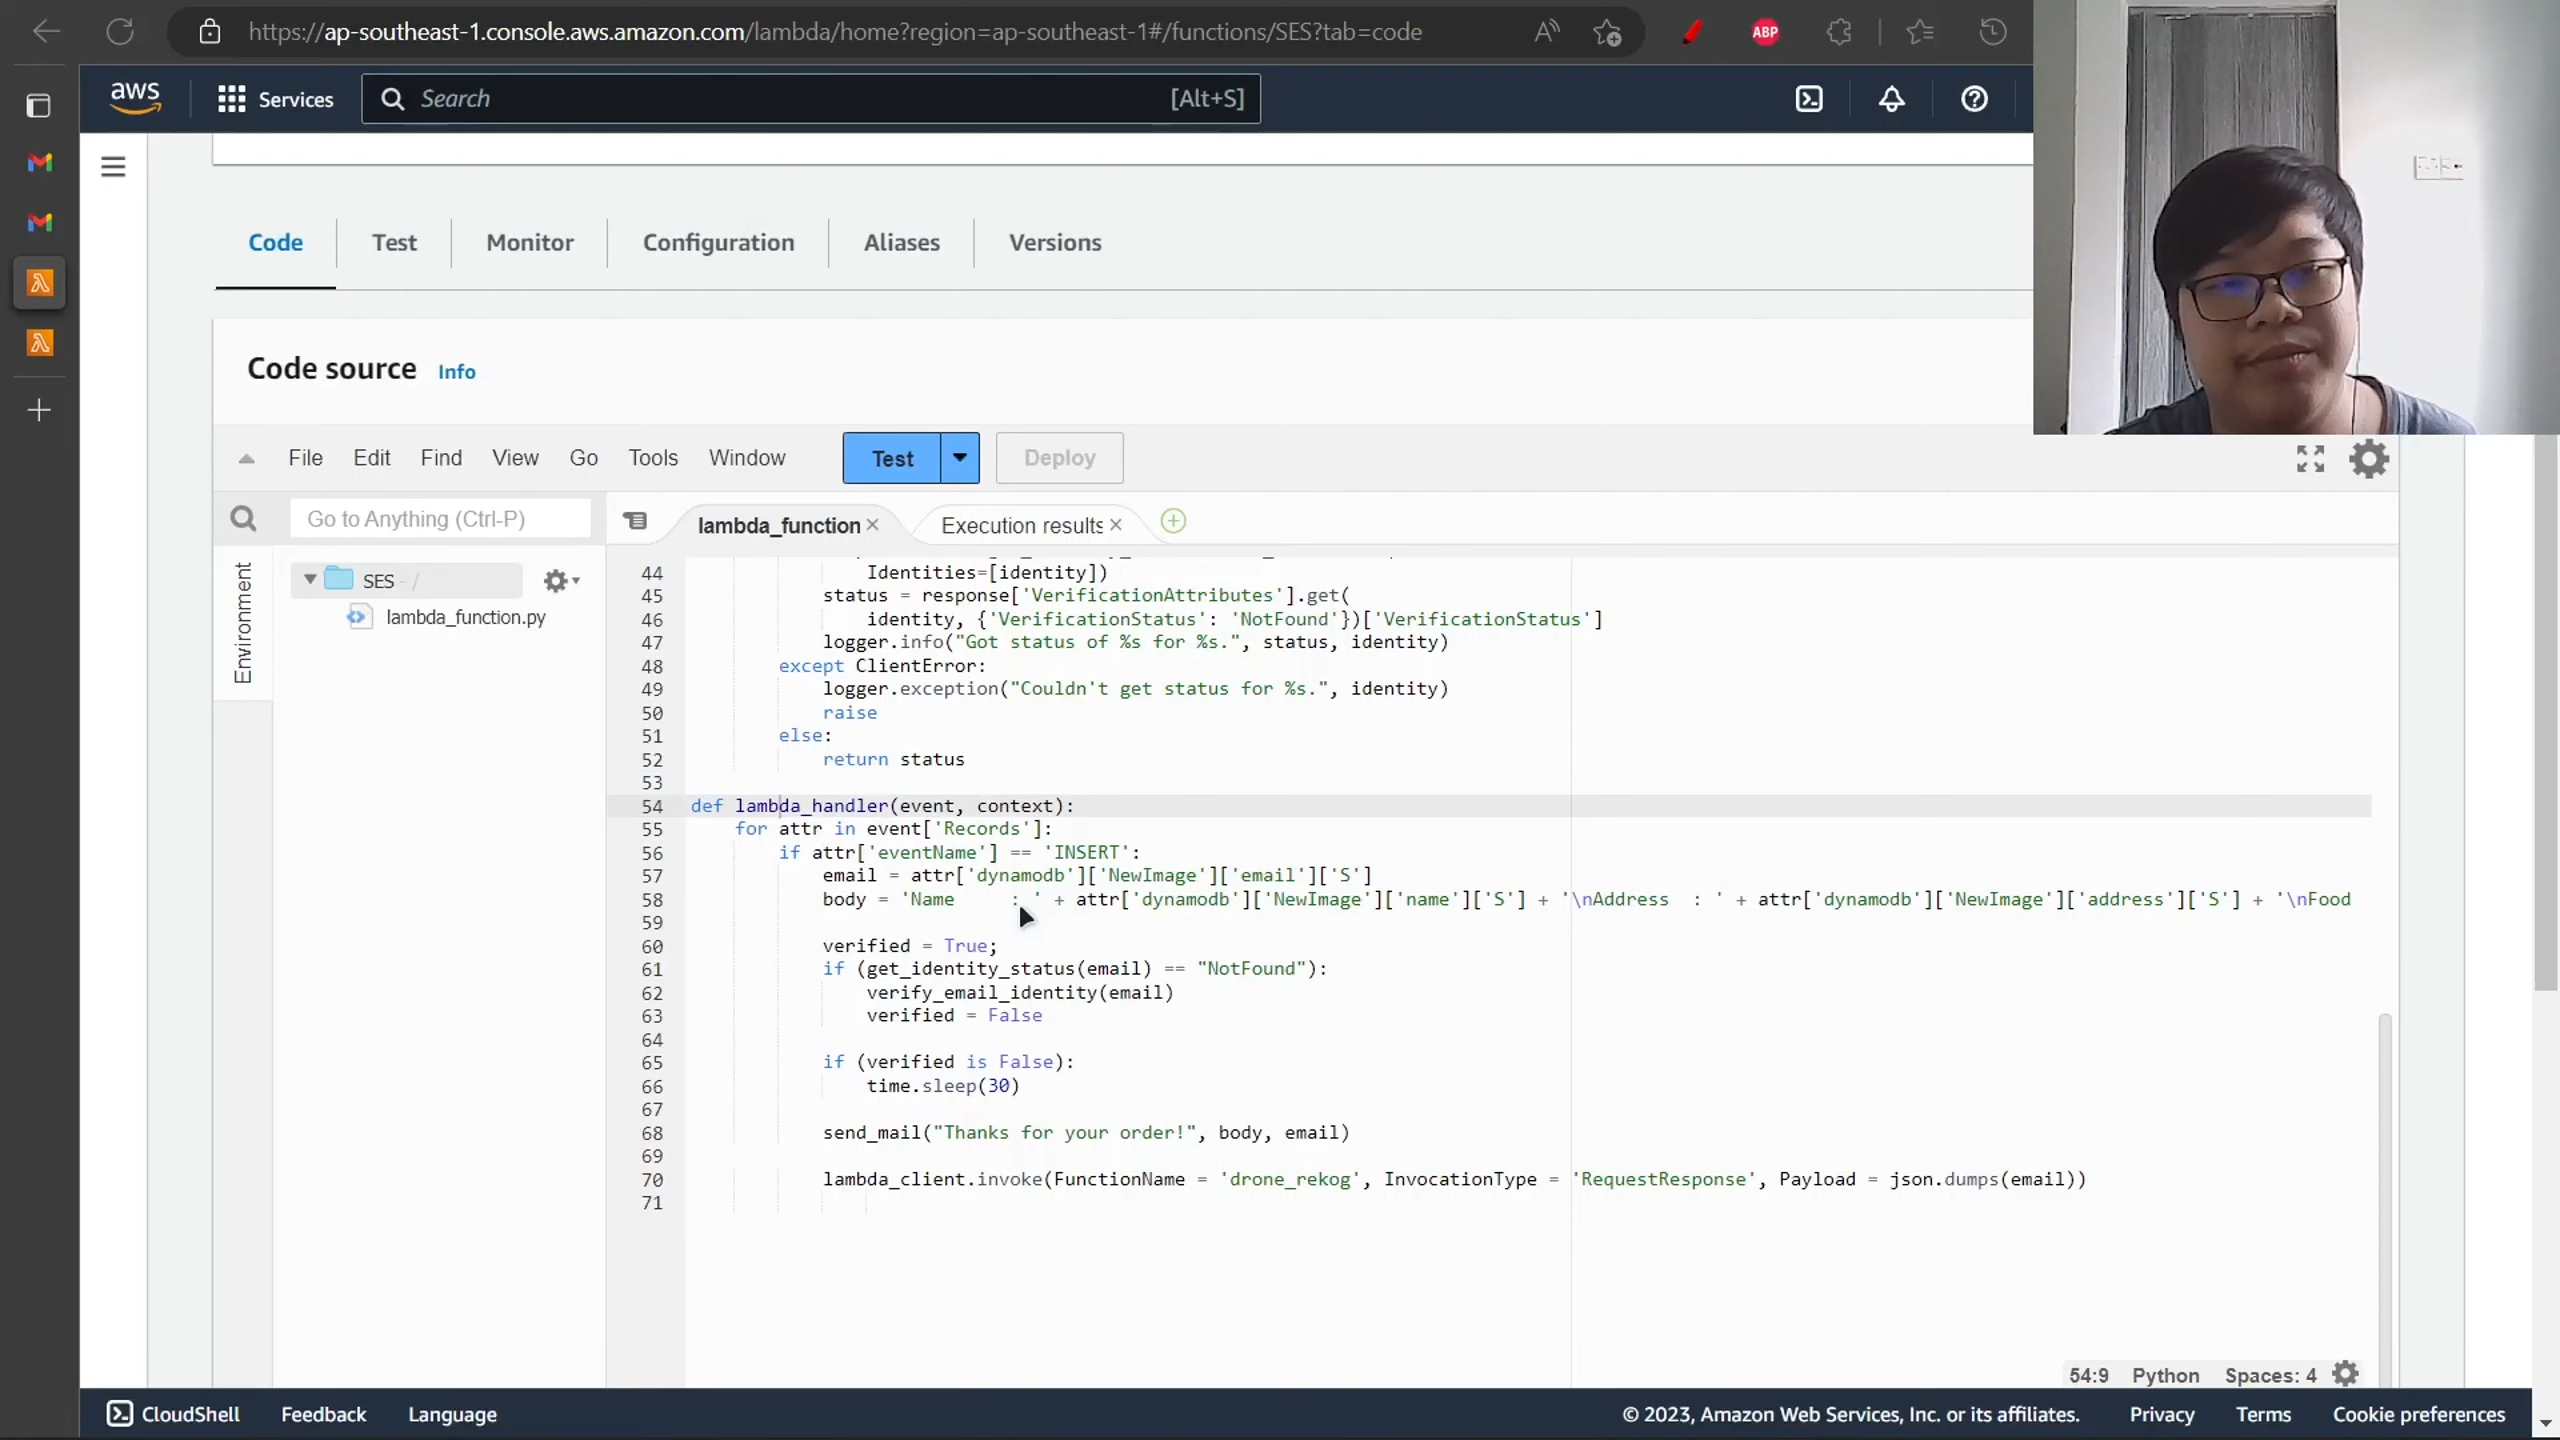 https://ap-southeast-1.console.aws.amazon.com/lambda/home?region=ap-southeast-1#/functions/SES?tab=code
ABP
aws
Services
Search
[Alt+S]
Code
Test
Monitor
Configuration
Aliases
Versions
Code source
Info
File
Edit
Find
View
Go
Tools
Window
Test
Deploy
Go to Anything (Ctrl-P)
lambda_function
Execution results
Environment
SES - /
lambda_function.py
44 Identities=[identity])
45 status = response['VerificationAttributes'].get(
46 identity, {'VerificationStatus': 'NotFound'})['VerificationStatus']
47 logger.info("Got status of %s for %s.", status, identity)
48 except ClientError:
49 logger.exception("Couldn't get status for %s.", identity)
50 raise
51 else:
52 return status
53
54 def lambda_handler(event, context):
55 for attr in event['Records']:
56 if attr['eventName'] == 'INSERT':
57 email = attr['dynamodb']['NewImage']['email']['S']
58 body = 'Name : ' + attr['dynamodb']['NewImage']['name']['S'] + '\nAddress : ' + attr['dynamodb']['NewImage']['address']['S'] + '\nFood
59
60 verified = True;
61 if (get_identity_status(email) == "NotFound"):
62 verify_email_identity(email)
63 verified = False
64
65 if (verified is False):
66 time.sleep(30)
67
68 send_mail("Thanks for your order!", body, email)
69
70 lambda_client.invoke(FunctionName = 'drone_rekog', InvocationType = 'RequestResponse', Payload = json.dumps(email))
71
54:9 Python Spaces: 4
CloudShell
Feedback
Language
© 2023, Amazon Web Services, Inc. or its affiliates.
Privacy
Terms
Cookie preferences